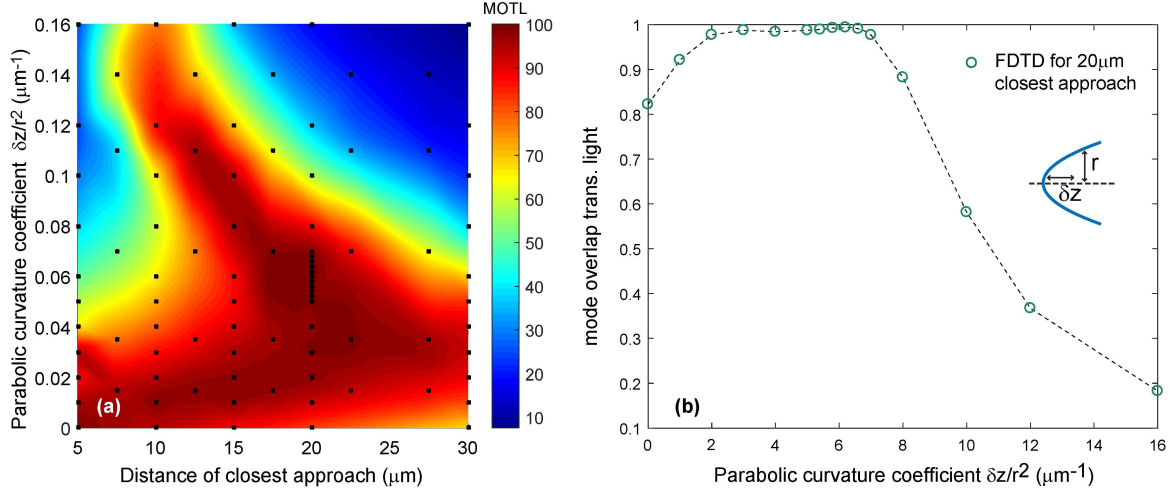 MOTL
0.16
0.14
0.12
0.1
0.08
0.06
0.04
0.02
0
Parabolic curvature coefficient δz/r² (μm⁻¹)
(a)
5 10 15 20 25 30
Distance of closest approach (μm)
100
90
80
70
60
50
40
30
20
10
1
0.9
0.8
0.7
0.6
0.5
0.4
0.3
0.2
0.1
mode overlap trans. light
FDTD for 20μm
closest approach
r
δz
(b)
0 2 4 6 8 10 12 14 16
Parabolic curvature coefficient δz/r² (μm⁻¹)